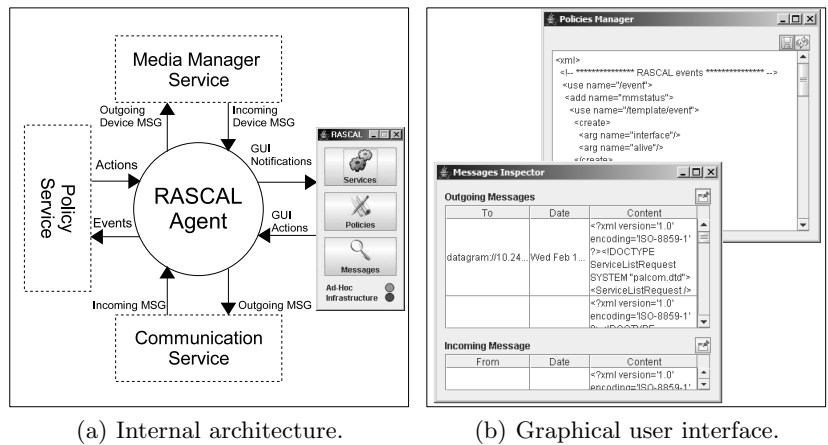 Media Manager
Service
Outgoing
Device MSG
Incoming
Device MSG
Policy
Service
Actions
Events
RASCAL
Agent
GUI
Notifications
GUI
Actions
RASCAL
Services
Policies
Messages
Ad-Hoc
Infrastructure
Incoming MSG
Outgoing MSG
Communication
Service
(a) Internal architecture.
Policies Manager
<xml>
<!-- *************** RASCAL events *************** -->
<use name="/event">
<add name="mmstatus">
<use name="/template/event">
<create>
<arg name="interface"/>
<arg name="alive"/>
</create>
Messages Inspector
Outgoing Messages
To Date Content
datagram://10.24... Wed Feb 1... <?xml version='1.0'
encoding='ISO-8859-1'
?><!DOCTYPE
ServiceListRequest
SYSTEM "palcom.dtd">
<ServiceListRequest />
<?xml version='1.0'
encoding='ISO-8859-1'
?><!DOCTYPE
Incoming Message
From Date Content
<?xml version='1.0'
encoding='ISO-8859-1'
(b) Graphical user interface.